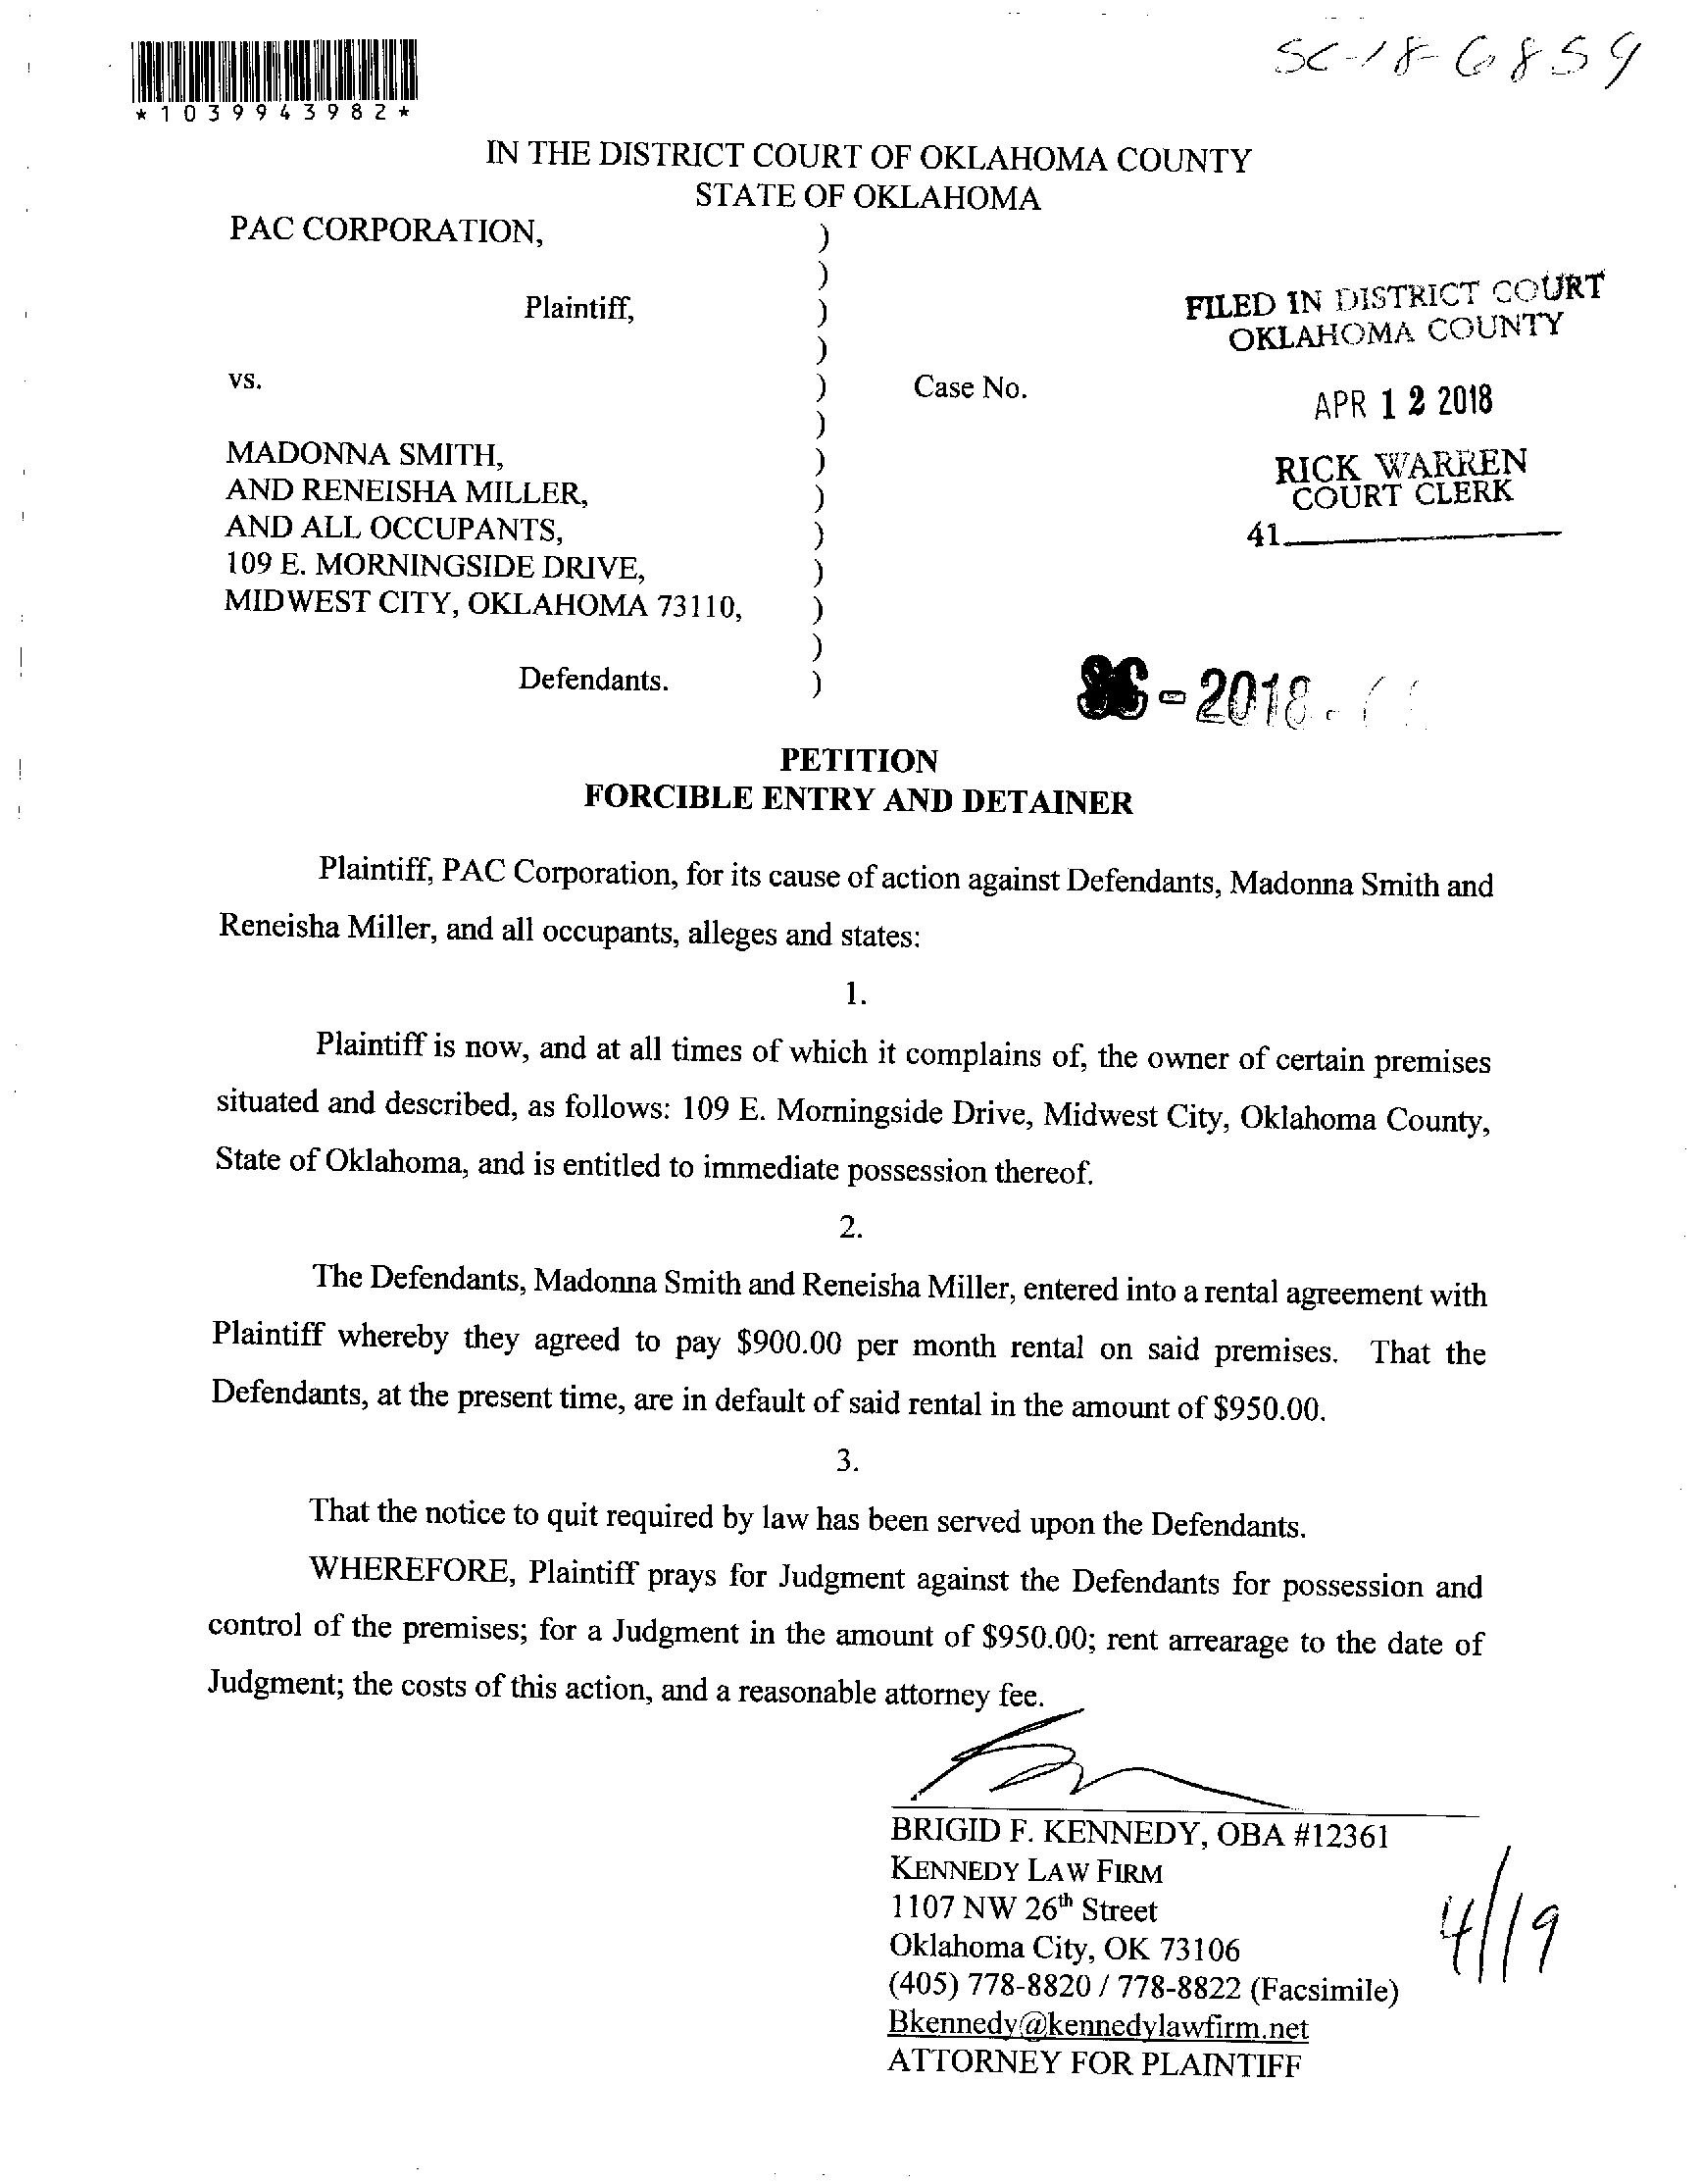 SC-18-6859
*1039943982*
IN THE DISTRICT COURT OF OKLAHOMA COUNTY
STATE OF OKLAHOMA
PAC CORPORATION, )
)
Plaintiff, )
)
vs. ) Case No.
)
MADONNA SMITH, )
AND RENEISHA MILLER, )
AND ALL OCCUPANTS, )
109 E. MORNINGSIDE DRIVE, )
MIDWEST CITY, OKLAHOMA 73110, )
)
Defendants. )
FILED IN DISTRICT COURT
OKLAHOMA COUNTY
APR 12 2018
RICK WARREN
COURT CLERK
41
SC-2018-
PETITION
FORCIBLE ENTRY AND DETAINER
Plaintiff, PAC Corporation, for its cause of action against Defendants, Madonna Smith and
Reneisha Miller, and all occupants, alleges and states:
1.
Plaintiff is now, and at all times of which it complains of, the owner of certain premises
situated and described, as follows: 109 E. Morningside Drive, Midwest City, Oklahoma County,
State of Oklahoma, and is entitled to immediate possession thereof.
2.
The Defendants, Madonna Smith and Reneisha Miller, entered into a rental agreement with
Plaintiff whereby they agreed to pay $900.00 per month rental on said premises. That the
Defendants, at the present time, are in default of said rental in the amount of $950.00.
3.
That the notice to quit required by law has been served upon the Defendants.
WHEREFORE, Plaintiff prays for Judgment against the Defendants for possession and
control of the premises; for a Judgment in the amount of $950.00; rent arrearage to the date of
Judgment; the costs of this action, and a reasonable attorney fee.
BRIGID F. KENNEDY, OBA #12361
KENNEDY LAW FIRM
1107 NW 26th Street
Oklahoma City, OK 73106
(405) 778-8820 / 778-8822 (Facsimile)
Bkennedy@kennedylawfirm.net
ATTORNEY FOR PLAINTIFF
4/19